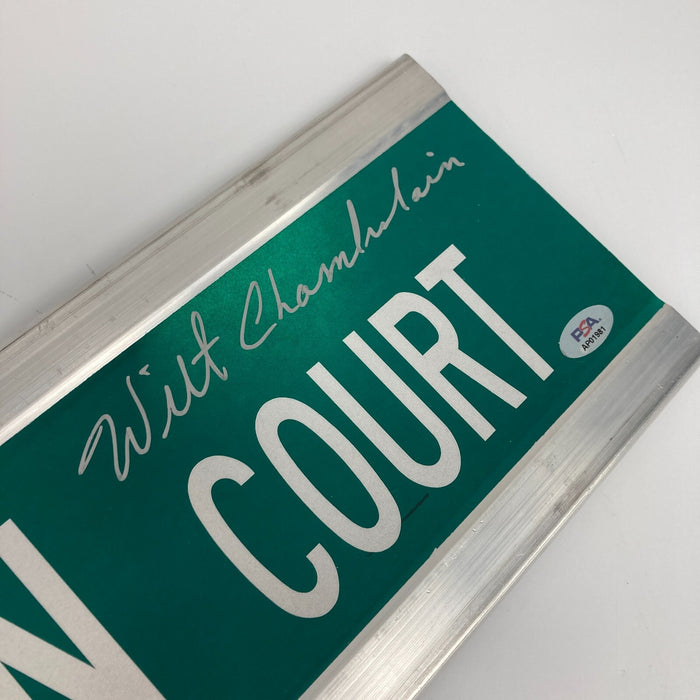 Wilt Chamberlain
N COURT
PSA
AP01981